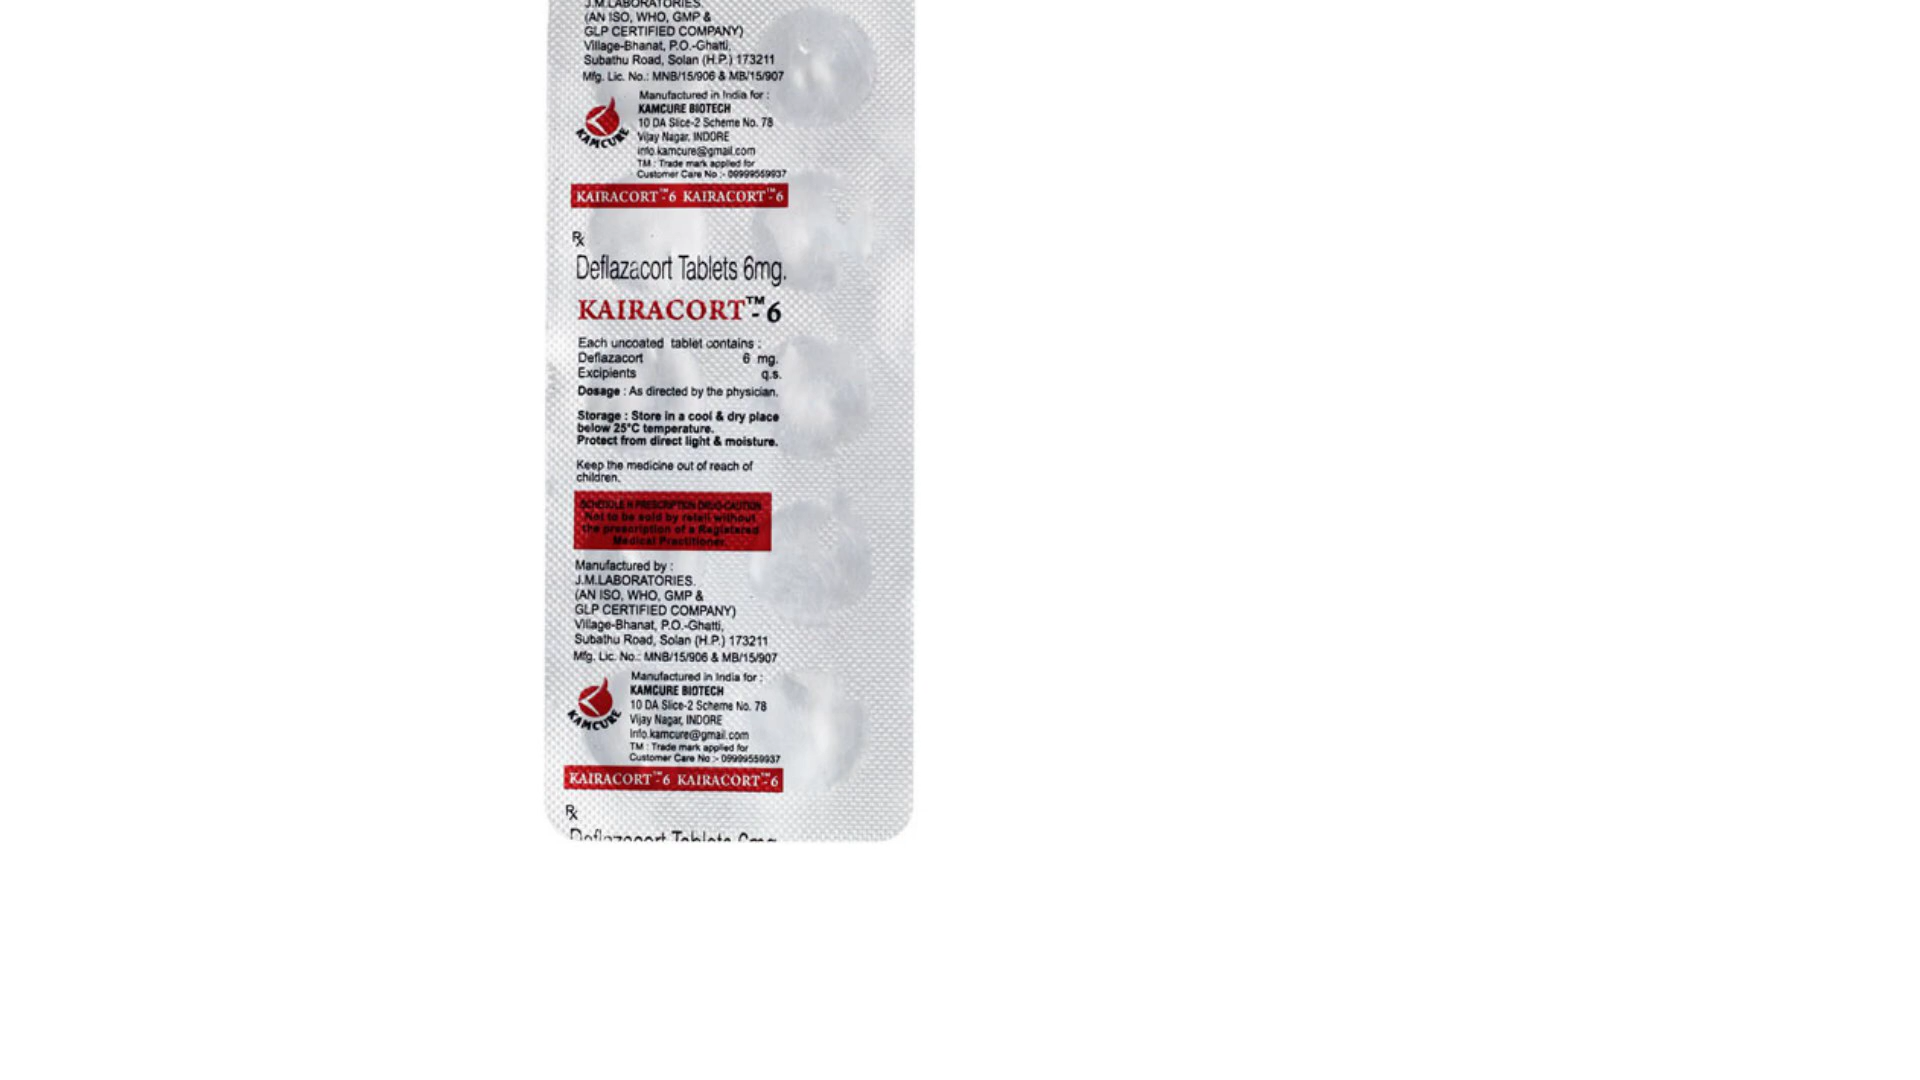 J.M.LABORATORIES.
(AN ISO, WHO, GMP &
GLP CERTIFIED COMPANY)
Village-Bhanat, P.O.-Ghatti,
Subathu Road, Solan (H.P.) 173211
Mfg. Lic. No.: MNB/15/906 & MB/15/907
Manufactured in India for :
KAMCURE BIOTECH
10 DA Slice-2 Scheme No. 78
Vijay Nagar, INDORE
info.kamcure@gmail.com
TM : Trade mark applied for
Customer Care No :- 09999559937
KAMCURE
KAIRACORT™-6 KAIRACORT™-6
Rx
Deflazacort Tablets 6mg.
KAIRACORT™-6
Each uncoated tablet contains :
Deflazacort 6 mg.
Excipients q.s.
Dosage : As directed by the physician.
Storage : Store in a cool & dry place
below 25°C temperature.
Protect from direct light & moisture.
Keep the medicine out of reach of
children.
SCHEDULE H PRESCRIPTION DRUG-CAUTION
Not to be sold by retail without
the prescription of a Registered
Medical Practitioner.
Manufactured by :
J.M.LABORATORIES.
(AN ISO, WHO, GMP &
GLP CERTIFIED COMPANY)
Village-Bhanat, P.O.-Ghatti,
Subathu Road, Solan (H.P.) 173211
Mfg. Lic. No.: MNB/15/906 & MB/15/907
Manufactured in India for :
KAMCURE BIOTECH
10 DA Slice-2 Scheme No. 78
Vijay Nagar, INDORE
Info.kamcure@gmail.com
TM : Trade mark applied for
Customer Care No :- 09999559937
KAMCURE
KAIRACORT™-6 KAIRACORT™-6
Rx
Deflazacort Tablets 6mg.